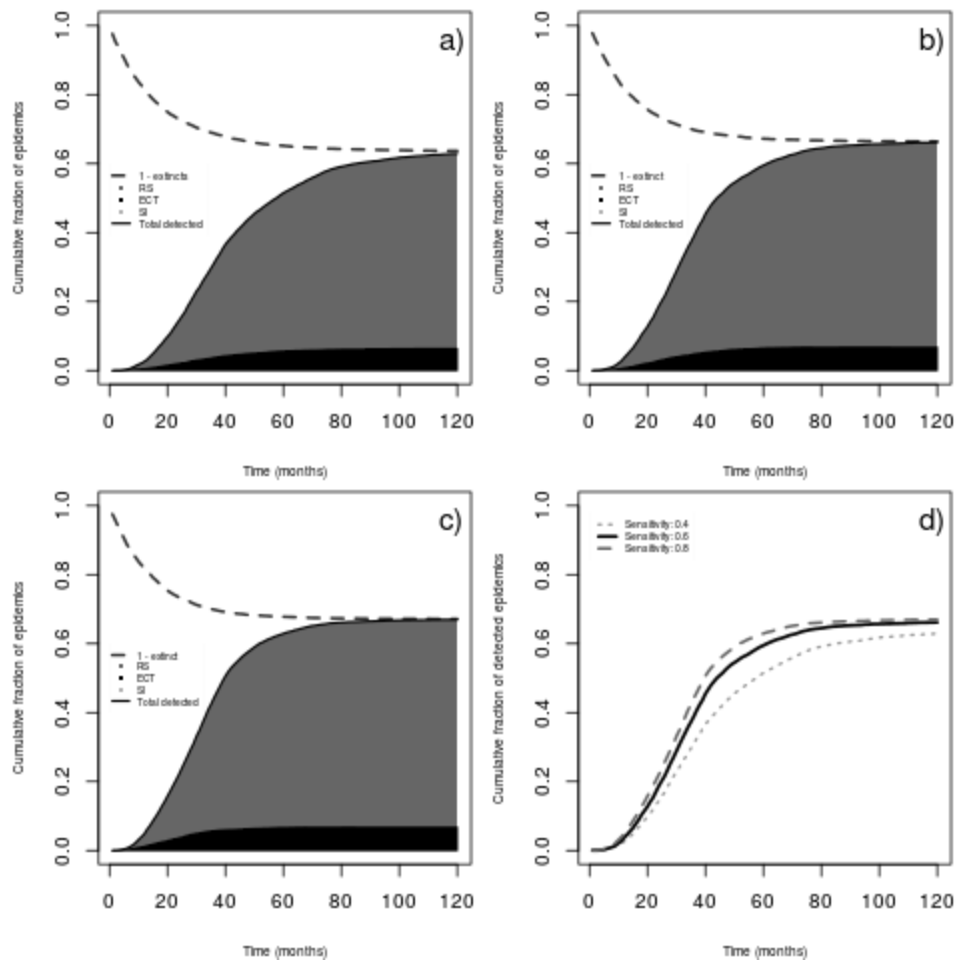 a)
1.0
0.8
0.6
0.4
0.2
0.0
Cumulative fraction of epidemics
1 - extincts
RS
ECT
SI
Total detected
0 20 40 60 80 100 120
Time (months)
b)
1.0
0.8
0.6
0.4
0.2
0.0
Cumulative fraction of epidemics
1 - extinct
RS
ECT
SI
Total detected
0 20 40 60 80 100 120
Time (months)
c)
1.0
0.8
0.6
0.4
0.2
0.0
Cumulative fraction of epidemics
1 - extinct
RS
ECT
SI
Total detected
0 20 40 60 80 100 120
Time (months)
d)
1.0
0.8
0.6
0.4
0.2
0.0
Cumulative fraction of detected epidemics
Sensitivity: 0.4
Sensitivity: 0.6
Sensitivity: 0.8
0 20 40 60 80 100 120
Time (months)